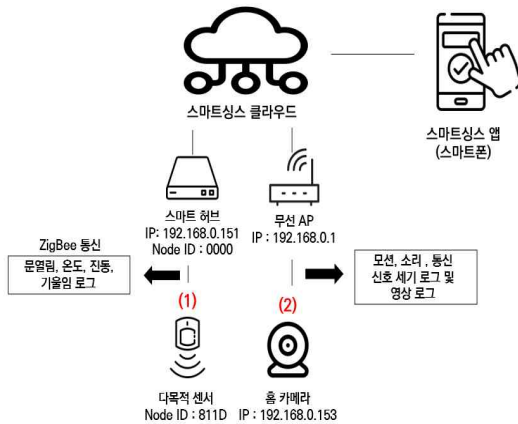 스마트싱스 클라우드
스마트싱스 앱
(스마트폰)
스마트 허브
IP: 192.168.0.151
Node ID : 0000
무선 AP
IP : 192.168.0.1
ZigBee 통신
문열림, 온도, 진동,
기울임 로그
모션, 소리 , 통신
신호 세기 로그 및
영상 로그
(1)
(2)
다목적 센서
Node ID : 811D
홈 카메라
IP : 192.168.0.153